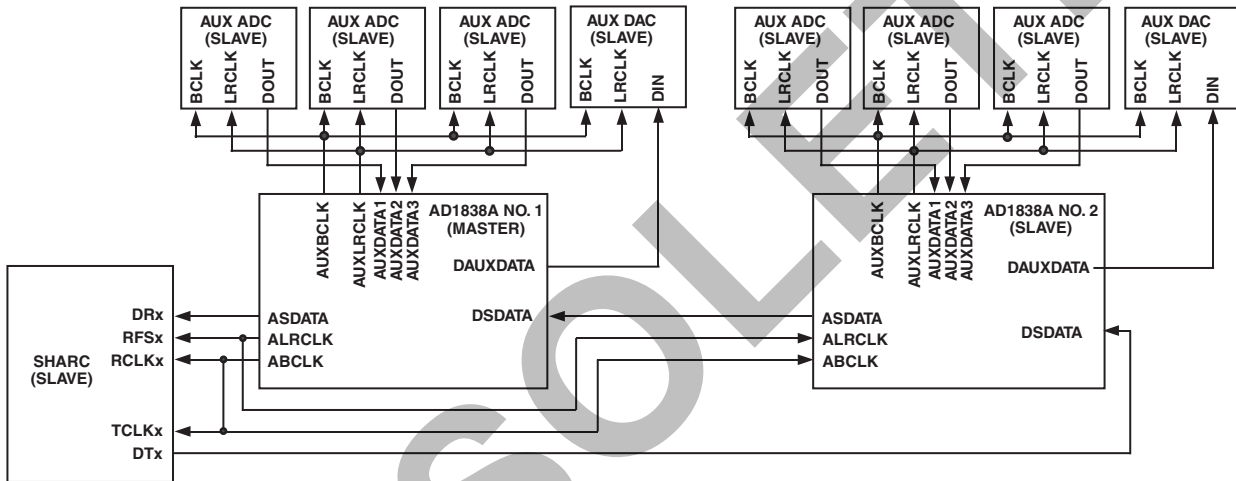 AUX ADC
(SLAVE)
BCLK
LRCLK
DOUT
AUX ADC
(SLAVE)
BCLK
LRCLK
DOUT
AUX ADC
(SLAVE)
BCLK
LRCLK
DOUT
AUX DAC
(SLAVE)
BCLK
LRCLK
DIN
AUX ADC
(SLAVE)
BCLK
LRCLK
DOUT
AUX ADC
(SLAVE)
BCLK
LRCLK
DOUT
AUX ADC
(SLAVE)
BCLK
LRCLK
DOUT
AUX DAC
(SLAVE)
BCLK
LRCLK
DIN
AUXBCLK
AUXLRCLK
AUXDATA1
AUXDATA2
AUXDATA3
AD1838A NO. 1
(MASTER)
DAUXDATA
DSDATA
ASDATA
ALRCLK
ABCLK
AUXBCLK
AUXLRCLK
AUXDATA1
AUXDATA2
AUXDATA3
AD1838A NO. 2
(SLAVE)
DAUXDATA
DSDATA
ASDATA
ALRCLK
ABCLK
SHARC
(SLAVE)
DRx
RFSx
RCLKx
TCLKx
DTx
SOLET